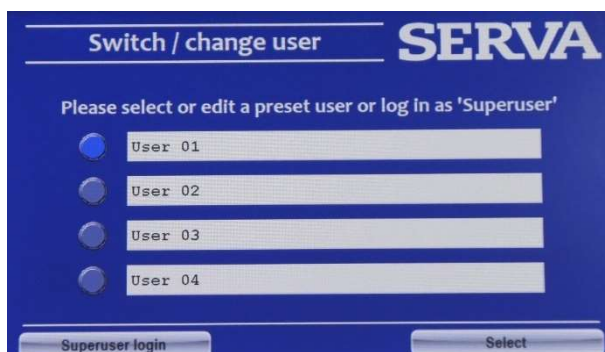 Switch / change user
SERVA
Please select or edit a preset user or log in as 'Superuser'
User 01
User 02
User 03
User 04
Superuser login
Select